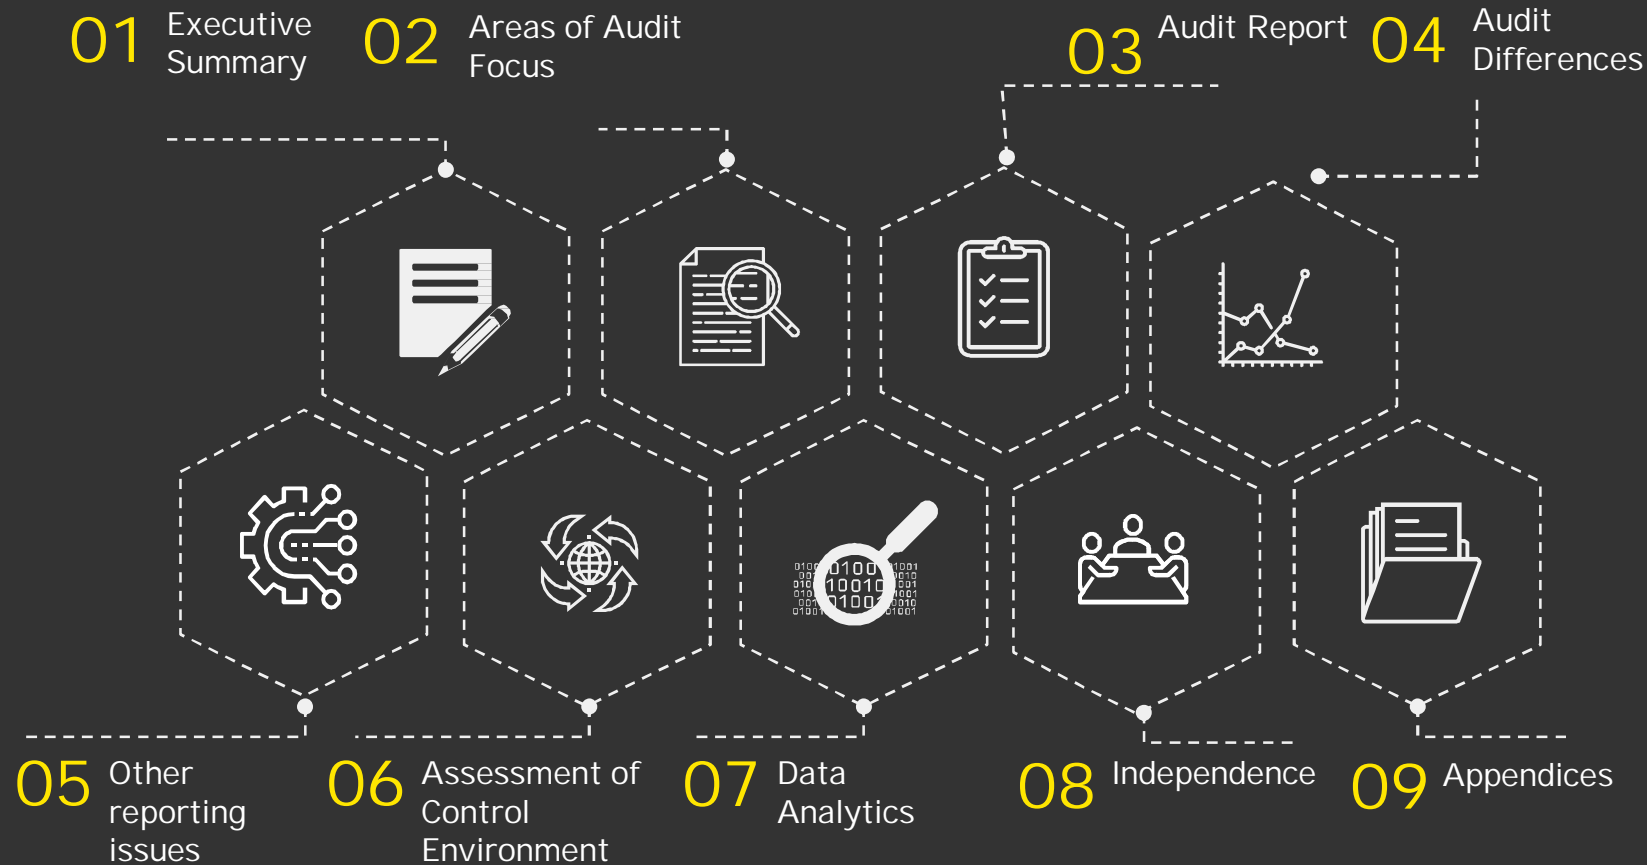 01
Executive
Summary
02
Areas of Audit
Focus
03
Audit Report
04
Audit
Differences
05
Other
reporting
issues
06
Assessment of
Control
Environment
07
Data
Analytics
08
Independence
09
Appendices